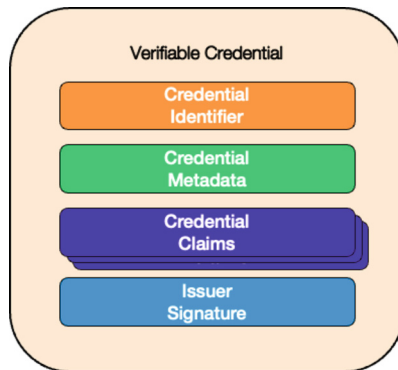 Verifiable Credential
Credential
Identifier
Credential
Metadata
Credential
Claims
Issuer
Signature